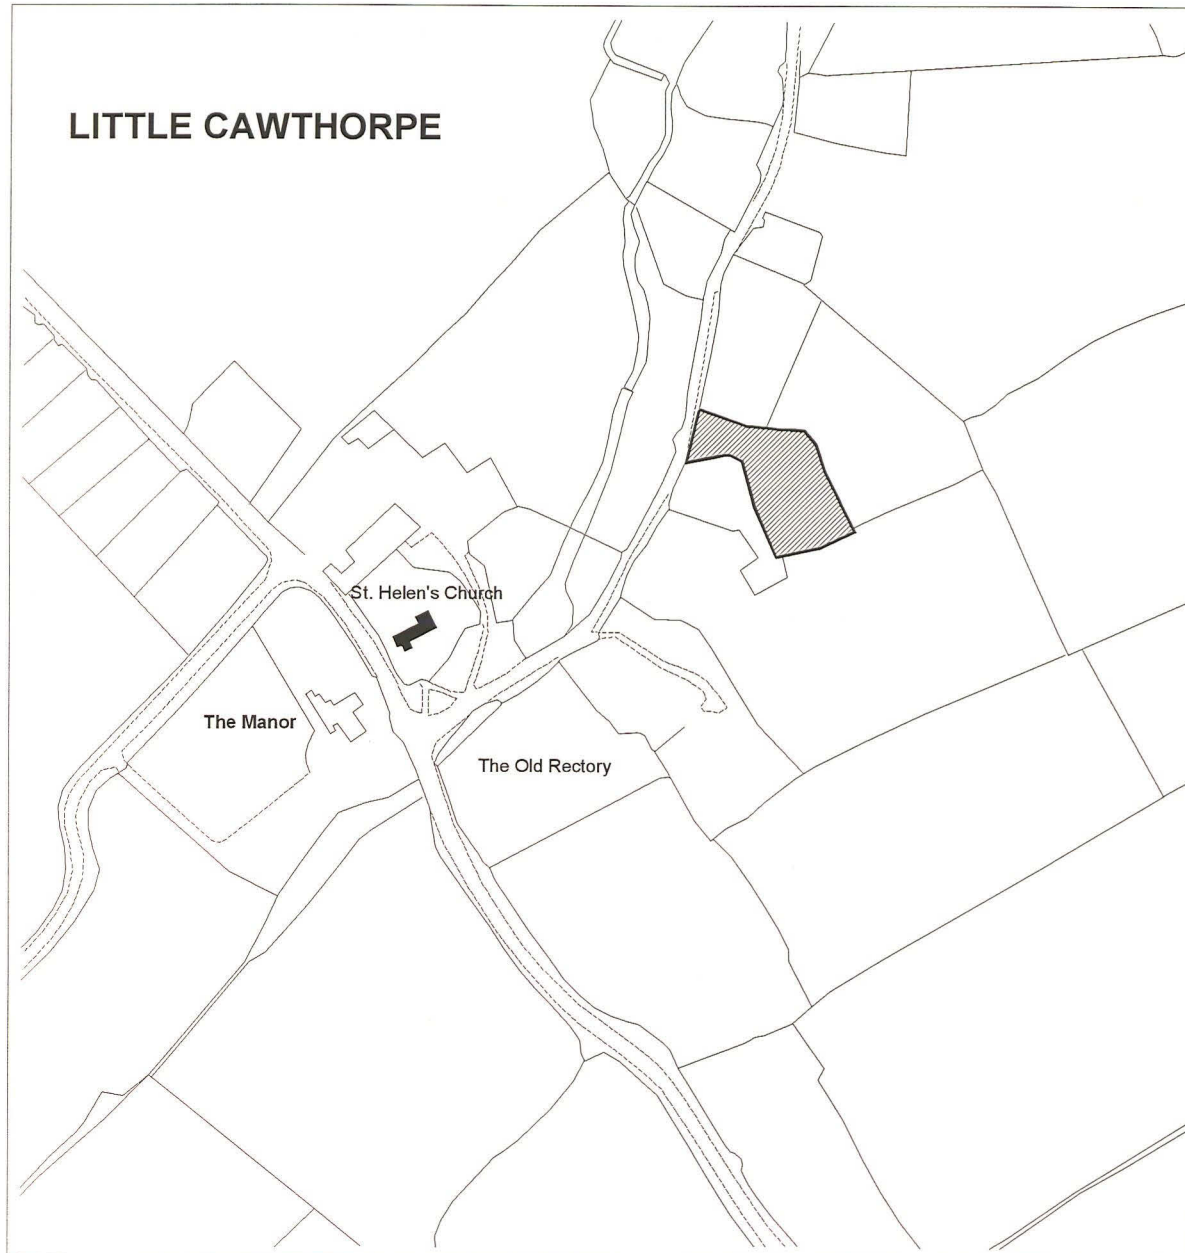 LITTLE CAWTHORPE
St. Helen's Church
The Manor
The Old Rectory